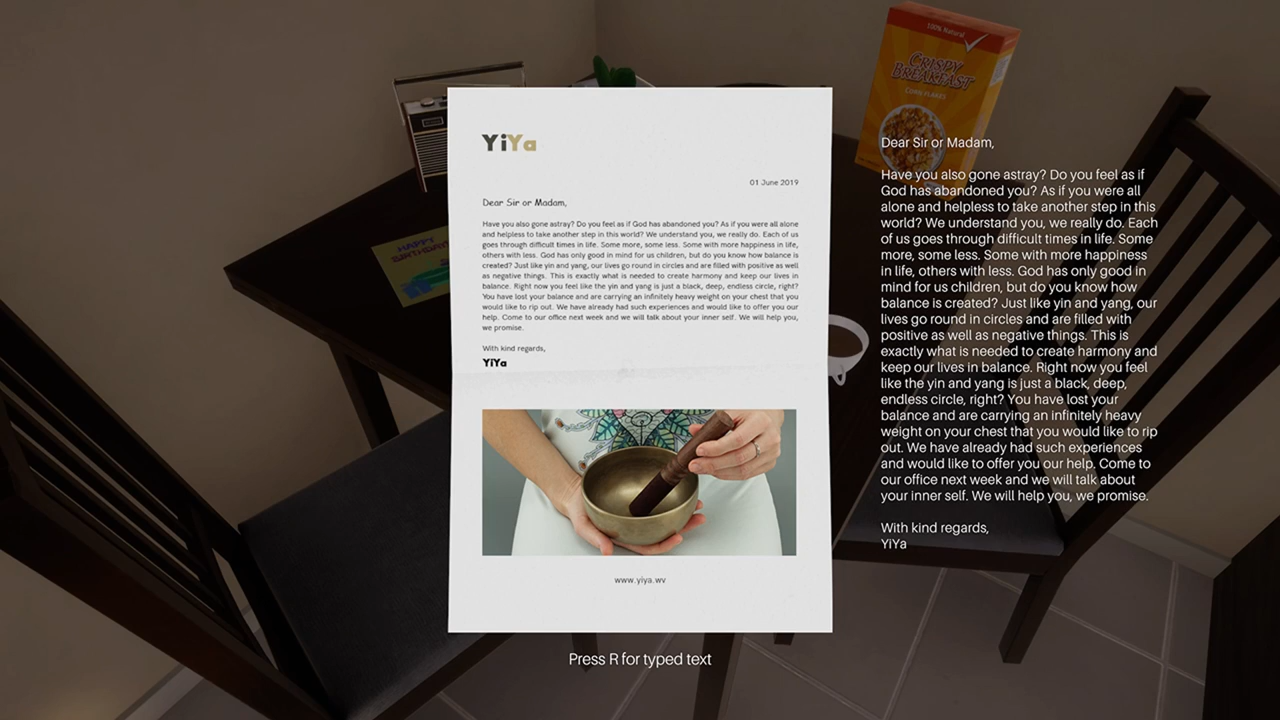 100% Natural
CRISPY
BREAKFAST
CORN FLAKES
HAPPY
BIRTHDAY
YiYa
01 June 2019
Dear Sir or Madam,
Have you also gone astray? Do you feel as if God has abandoned you? As if you were all alone
and helpless to take another step in this world? We understand you, we really do. Each of us
goes through difficult times in life. Some more, some less. Some with more happiness in life,
others with less. God has only good in mind for us children, but do you know how balance is
created? Just like yin and yang, our lives go round in circles and are filled with positive as well
as negative things. This is exactly what is needed to create harmony and keep our lives in
balance. Right now you feel like the yin and yang is just a black, deep, endless circle, right?
You have lost your balance and are carrying an infinitely heavy weight on your chest that you
would like to rip out. We have already had such experiences and would like to offer you our
help. Come to our office next week and we will talk about your inner self. We will help you,
we promise.
With kind regards,
YiYa
www.yiya.wv
Dear Sir or Madam,
Have you also gone astray? Do you feel as if
God has abandoned you? As if you were all
alone and helpless to take another step in this
world? We understand you, we really do. Each
of us goes through difficult times in life. Some
more, some less. Some with more happiness
in life, others with less. God has only good in
mind for us children, but do you know how
balance is created? Just like yin and yang, our
lives go round in circles and are filled with
positive as well as negative things. This is
exactly what is needed to create harmony and
keep our lives in balance. Right now you feel
like the yin and yang is just a black, deep,
endless circle, right? You have lost your
balance and are carrying an infinitely heavy
weight on your chest that you would like to rip
out. We have already had such experiences
and would like to offer you our help. Come to
our office next week and we will talk about
your inner self. We will help you, we promise.
With kind regards,
YiYa
Press R for typed text